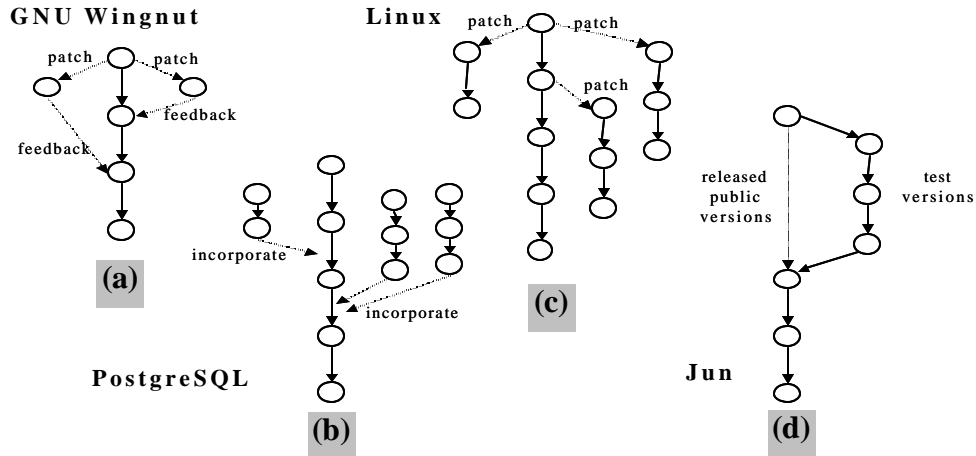 GNU Wingnut
patch
patch
feedback
feedback
(a)
Linux
patch
patch
patch
(c)
incorporate
incorporate
PostgreSQL
(b)
released
public
versions
test
versions
Jun
(d)